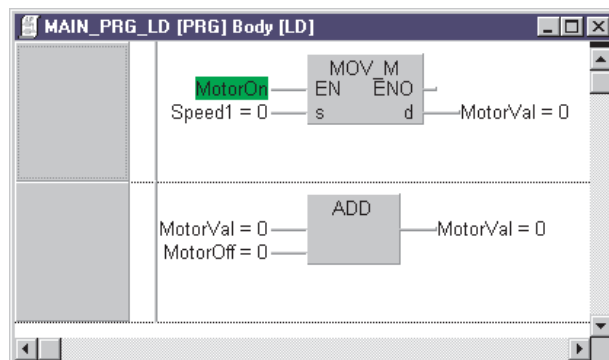 MAIN_PRG_LD [PRG] Body [LD]
MOV_M
MotorOn EN ENO
Speed1 = 0 s d MotorVal = 0
ADD
MotorVal = 0 MotorVal = 0
MotorOff = 0